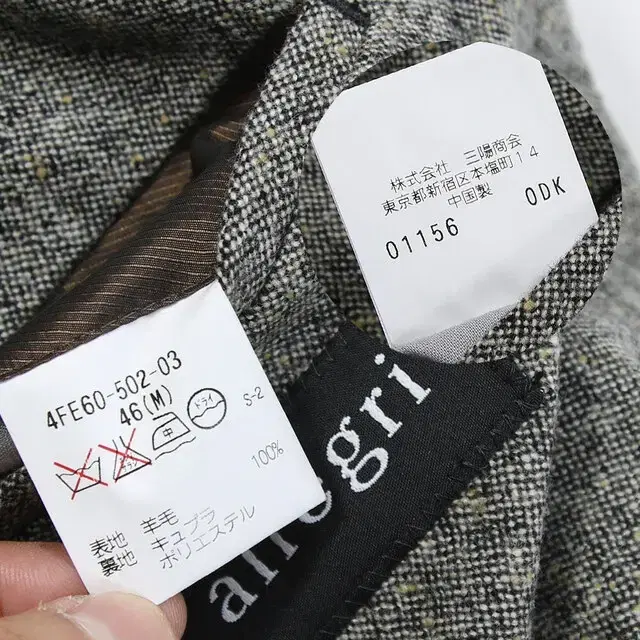 株式会社 三陽商会
東京都新宿区本塩町14
中国製
01156 ODK
4FE60-502-03
46(M)
中
ドライ
S-2
表地 羊毛 100%
裏地 キュプラ
ポリエステル
allegri